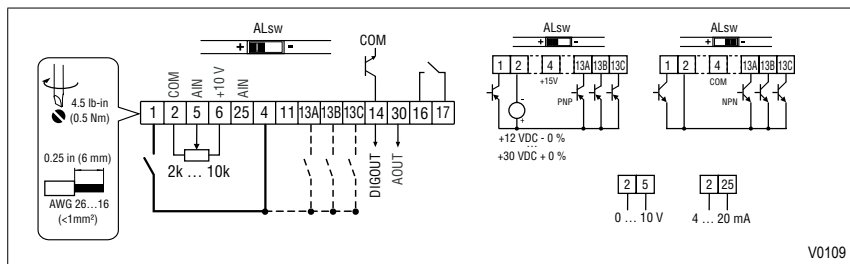 ALsw
+ -
COM
4.5 lb-in
(0.5 Nm)
0.25 in (6 mm)
AWG 26...16
(<1mm²)
COM
AIN
+10 V
AIN
1 2 5 6 25 4 11 13A 13B 13C 14 30 16 17
2k ... 10k
DIGOUT
AOUT
ALsw
+ -
1 2 4 13A 13B 13C
+15V
PNP
+12 VDC - 0 %
...
+30 VDC + 0 %
ALsw
+ -
1 2 4 13A 13B 13C
COM
NPN
2 5
0 ... 10 V
2 25
4 ... 20 mA
V0109